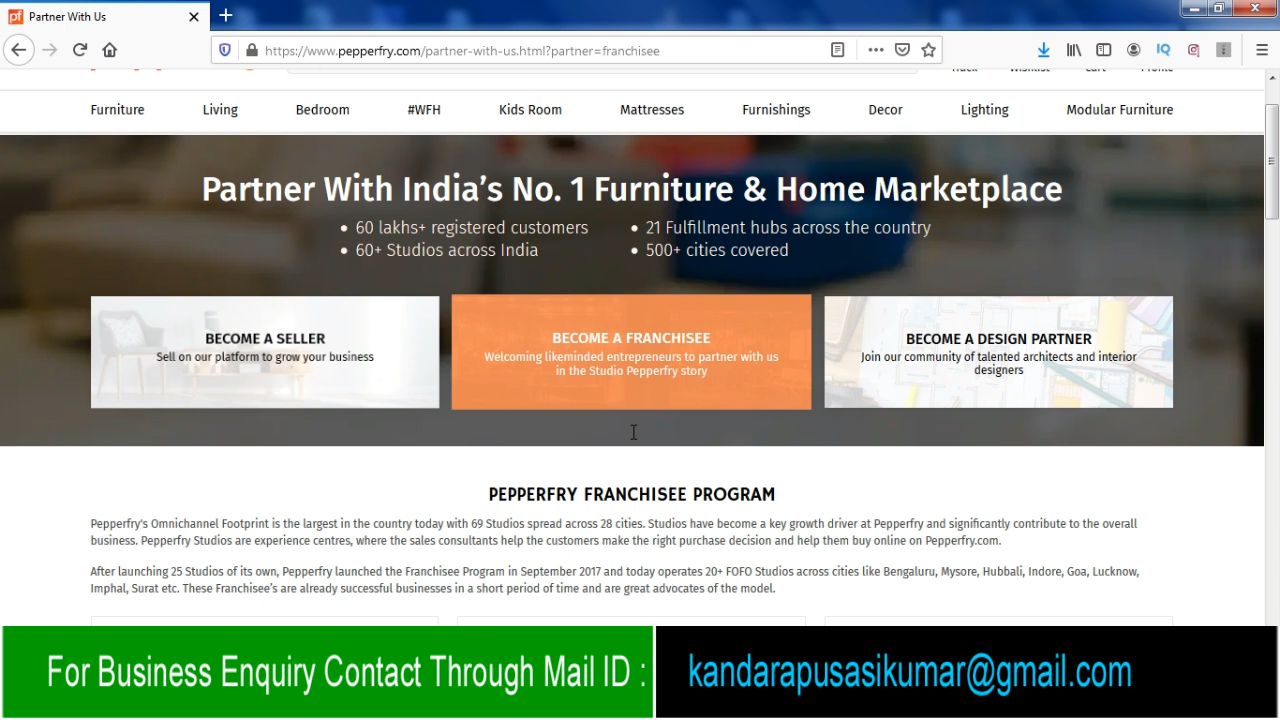 Partner With Us
https://www.pepperfry.com/partner-with-us.html?partner=franchisee
Furniture Living Bedroom #WFH Kids Room Mattresses Furnishings Decor Lighting Modular Furniture
Partner With India's No. 1 Furniture & Home Marketplace
60 lakhs+ registered customers
60+ Studios across India
21 Fulfillment hubs across the country
500+ cities covered
BECOME A SELLER
Sell on our platform to grow your business
BECOME A FRANCHISEE
Welcoming likeminded entrepreneurs to partner with us
in the Studio Pepperfry story
BECOME A DESIGN PARTNER
Join our community of talented architects and interior
designers
PEPPERFRY FRANCHISEE PROGRAM
Pepperfry's Omnichannel Footprint is the largest in the country today with 69 Studios spread across 28 cities. Studios have become a key growth driver at Pepperfry and significantly contribute to the overall
business. Pepperfry Studios are experience centres, where the sales consultants help the customers make the right purchase decision and help them buy online on Pepperfry.com.
After launching 25 Studios of its own, Pepperfry launched the Franchisee Program in September 2017 and today operates 20+ FOFO Studios across cities like Bengaluru, Mysore, Hubbali, Indore, Goa, Lucknow,
Imphal, Surat etc. These Franchisee's are already successful businesses in a short period of time and are great advocates of the model.
For Business Enquiry Contact Through Mail ID :
kandarapusasikumar@gmail.com